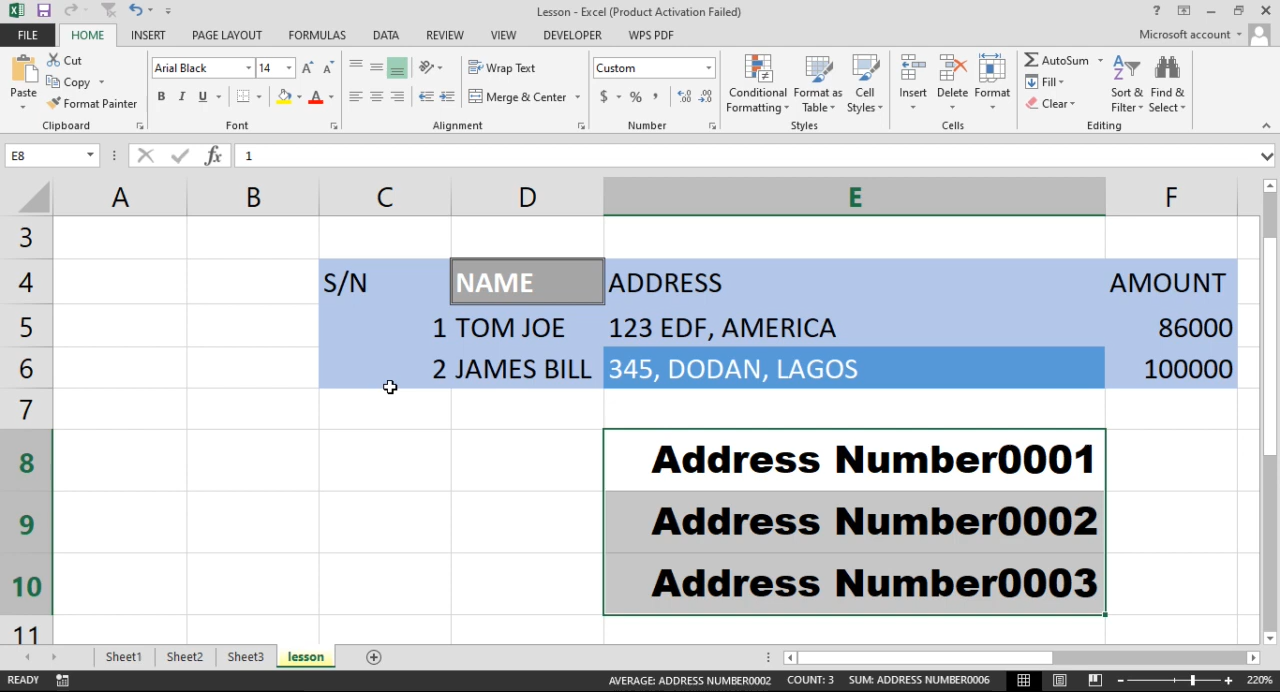 Lesson - Excel (Product Activation Failed)
FILE HOME INSERT PAGE LAYOUT FORMULAS DATA REVIEW VIEW DEVELOPER WPS PDF Microsoft account
Paste Cut Copy Format Painter
Arial Black 14 B I U A
Wrap Text Merge & Center
Custom $ % ,
Conditional Formatting Format as Table Cell Styles
Insert Delete Format
AutoSum Fill Clear Sort & Filter Find & Select
Clipboard Font Alignment Number Styles Cells Editing
E8 fx 1
A B C D E F
3
4 S/N NAME ADDRESS AMOUNT
5 1 TOM JOE 123 EDF, AMERICA 86000
6 2 JAMES BILL 345, DODAN, LAGOS 100000
7
8 Address Number0001
9 Address Number0002
10 Address Number0003
11
Sheet1 Sheet2 Sheet3 lesson
READY AVERAGE: ADDRESS NUMBER0002 COUNT: 3 SUM: ADDRESS NUMBER0006 220%